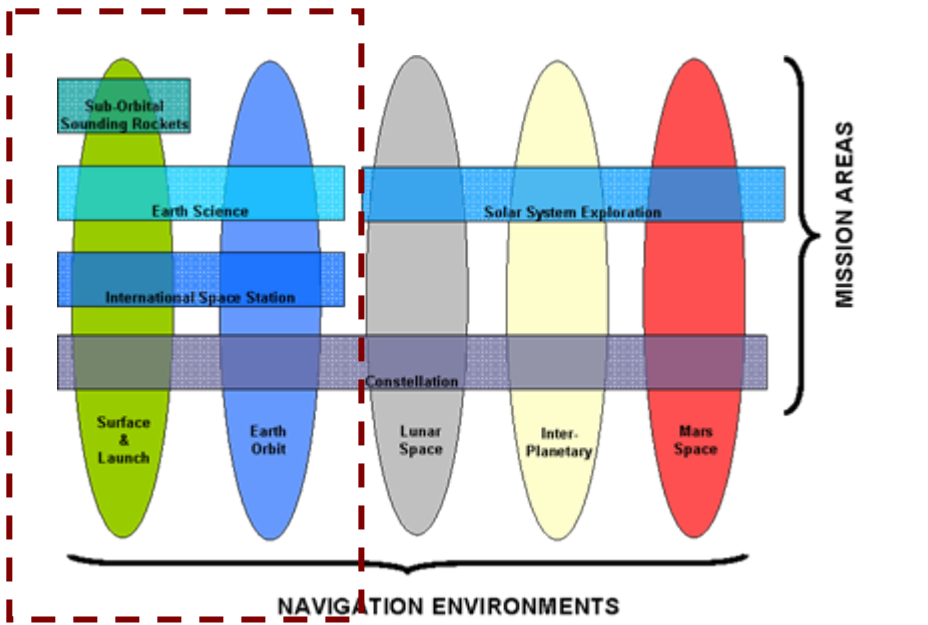 Sub-Orbital
Sounding Rockets
Earth Science
Solar System Exploration
International Space Station
Constellation
Surface
&
Launch
Earth
Orbit
Lunar
Space
Inter-
Planetary
Mars
Space
MISSION AREAS
NAVIGATION ENVIRONMENTS